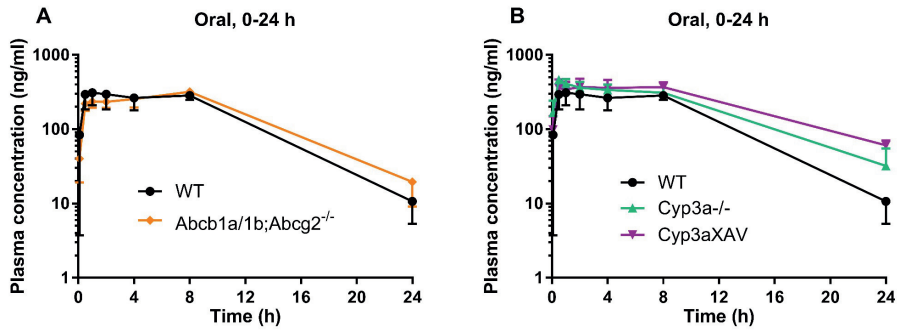 A
Oral, 0-24 h
Plasma concentration (ng/ml)
1000
100
10
1
WT
Abcb1a/1b;Abcg2-/-
0
4
8
12
16
20
24
Time (h)
B
Oral, 0-24 h
Plasma concentration (ng/ml)
1000
100
10
1
WT
Cyp3a-/-
Cyp3aXAV
0
4
8
12
16
20
24
Time (h)